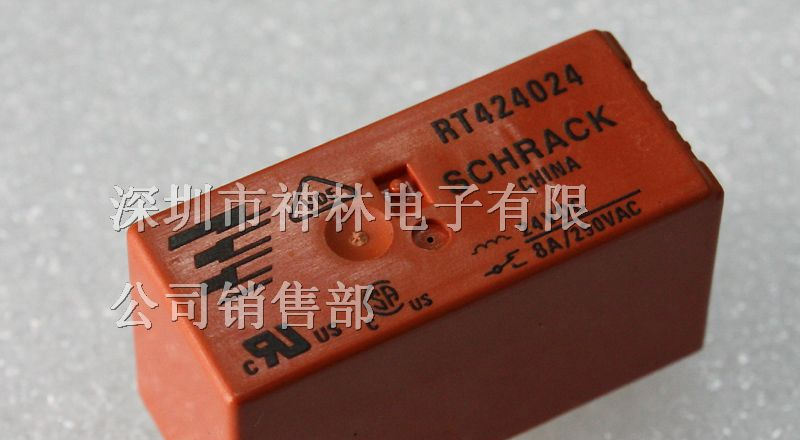 RT424024
SCHRACK
CHINA
8A/250VAC
深圳市神林电子有限
公司销售部
c US
C US